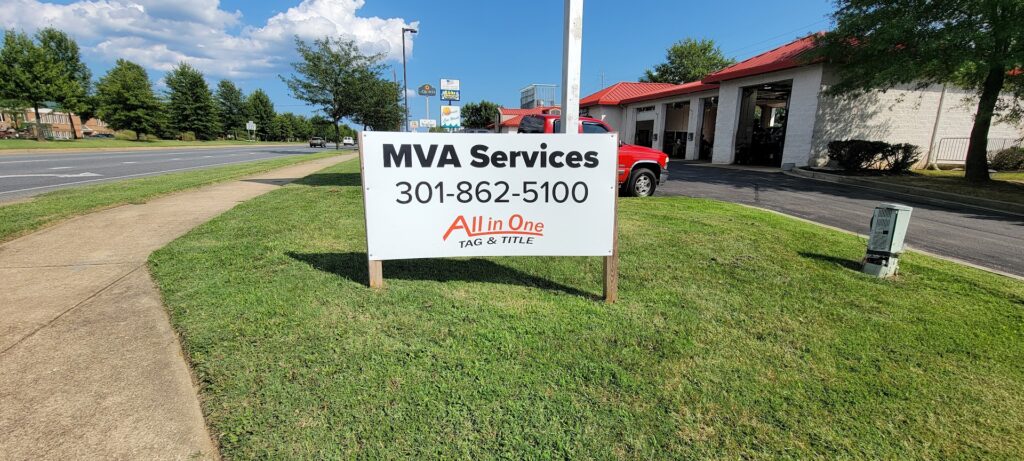 MVA Services
301-862-5100
All in One
TAG & TITLE